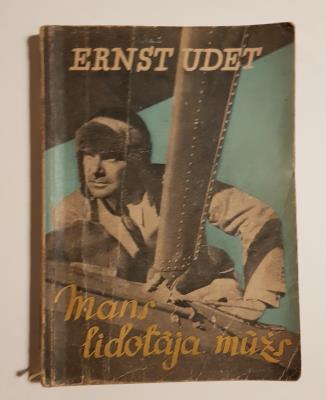 ERNST UDET
Mans
lidotāja mūžs